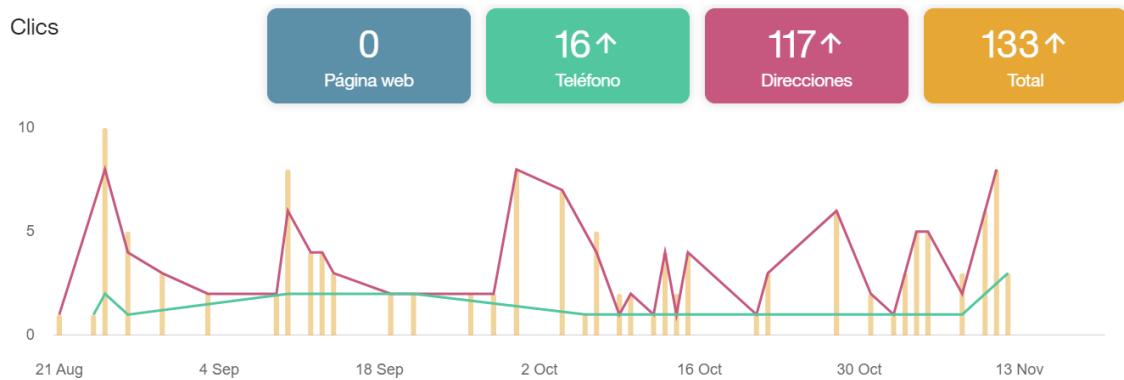 Clics
0
Página web
16↑
Teléfono
117↑
Direcciones
133↑
Total
10
5
0
21 Aug 4 Sep 18 Sep 2 Oct 16 Oct 30 Oct 13 Nov